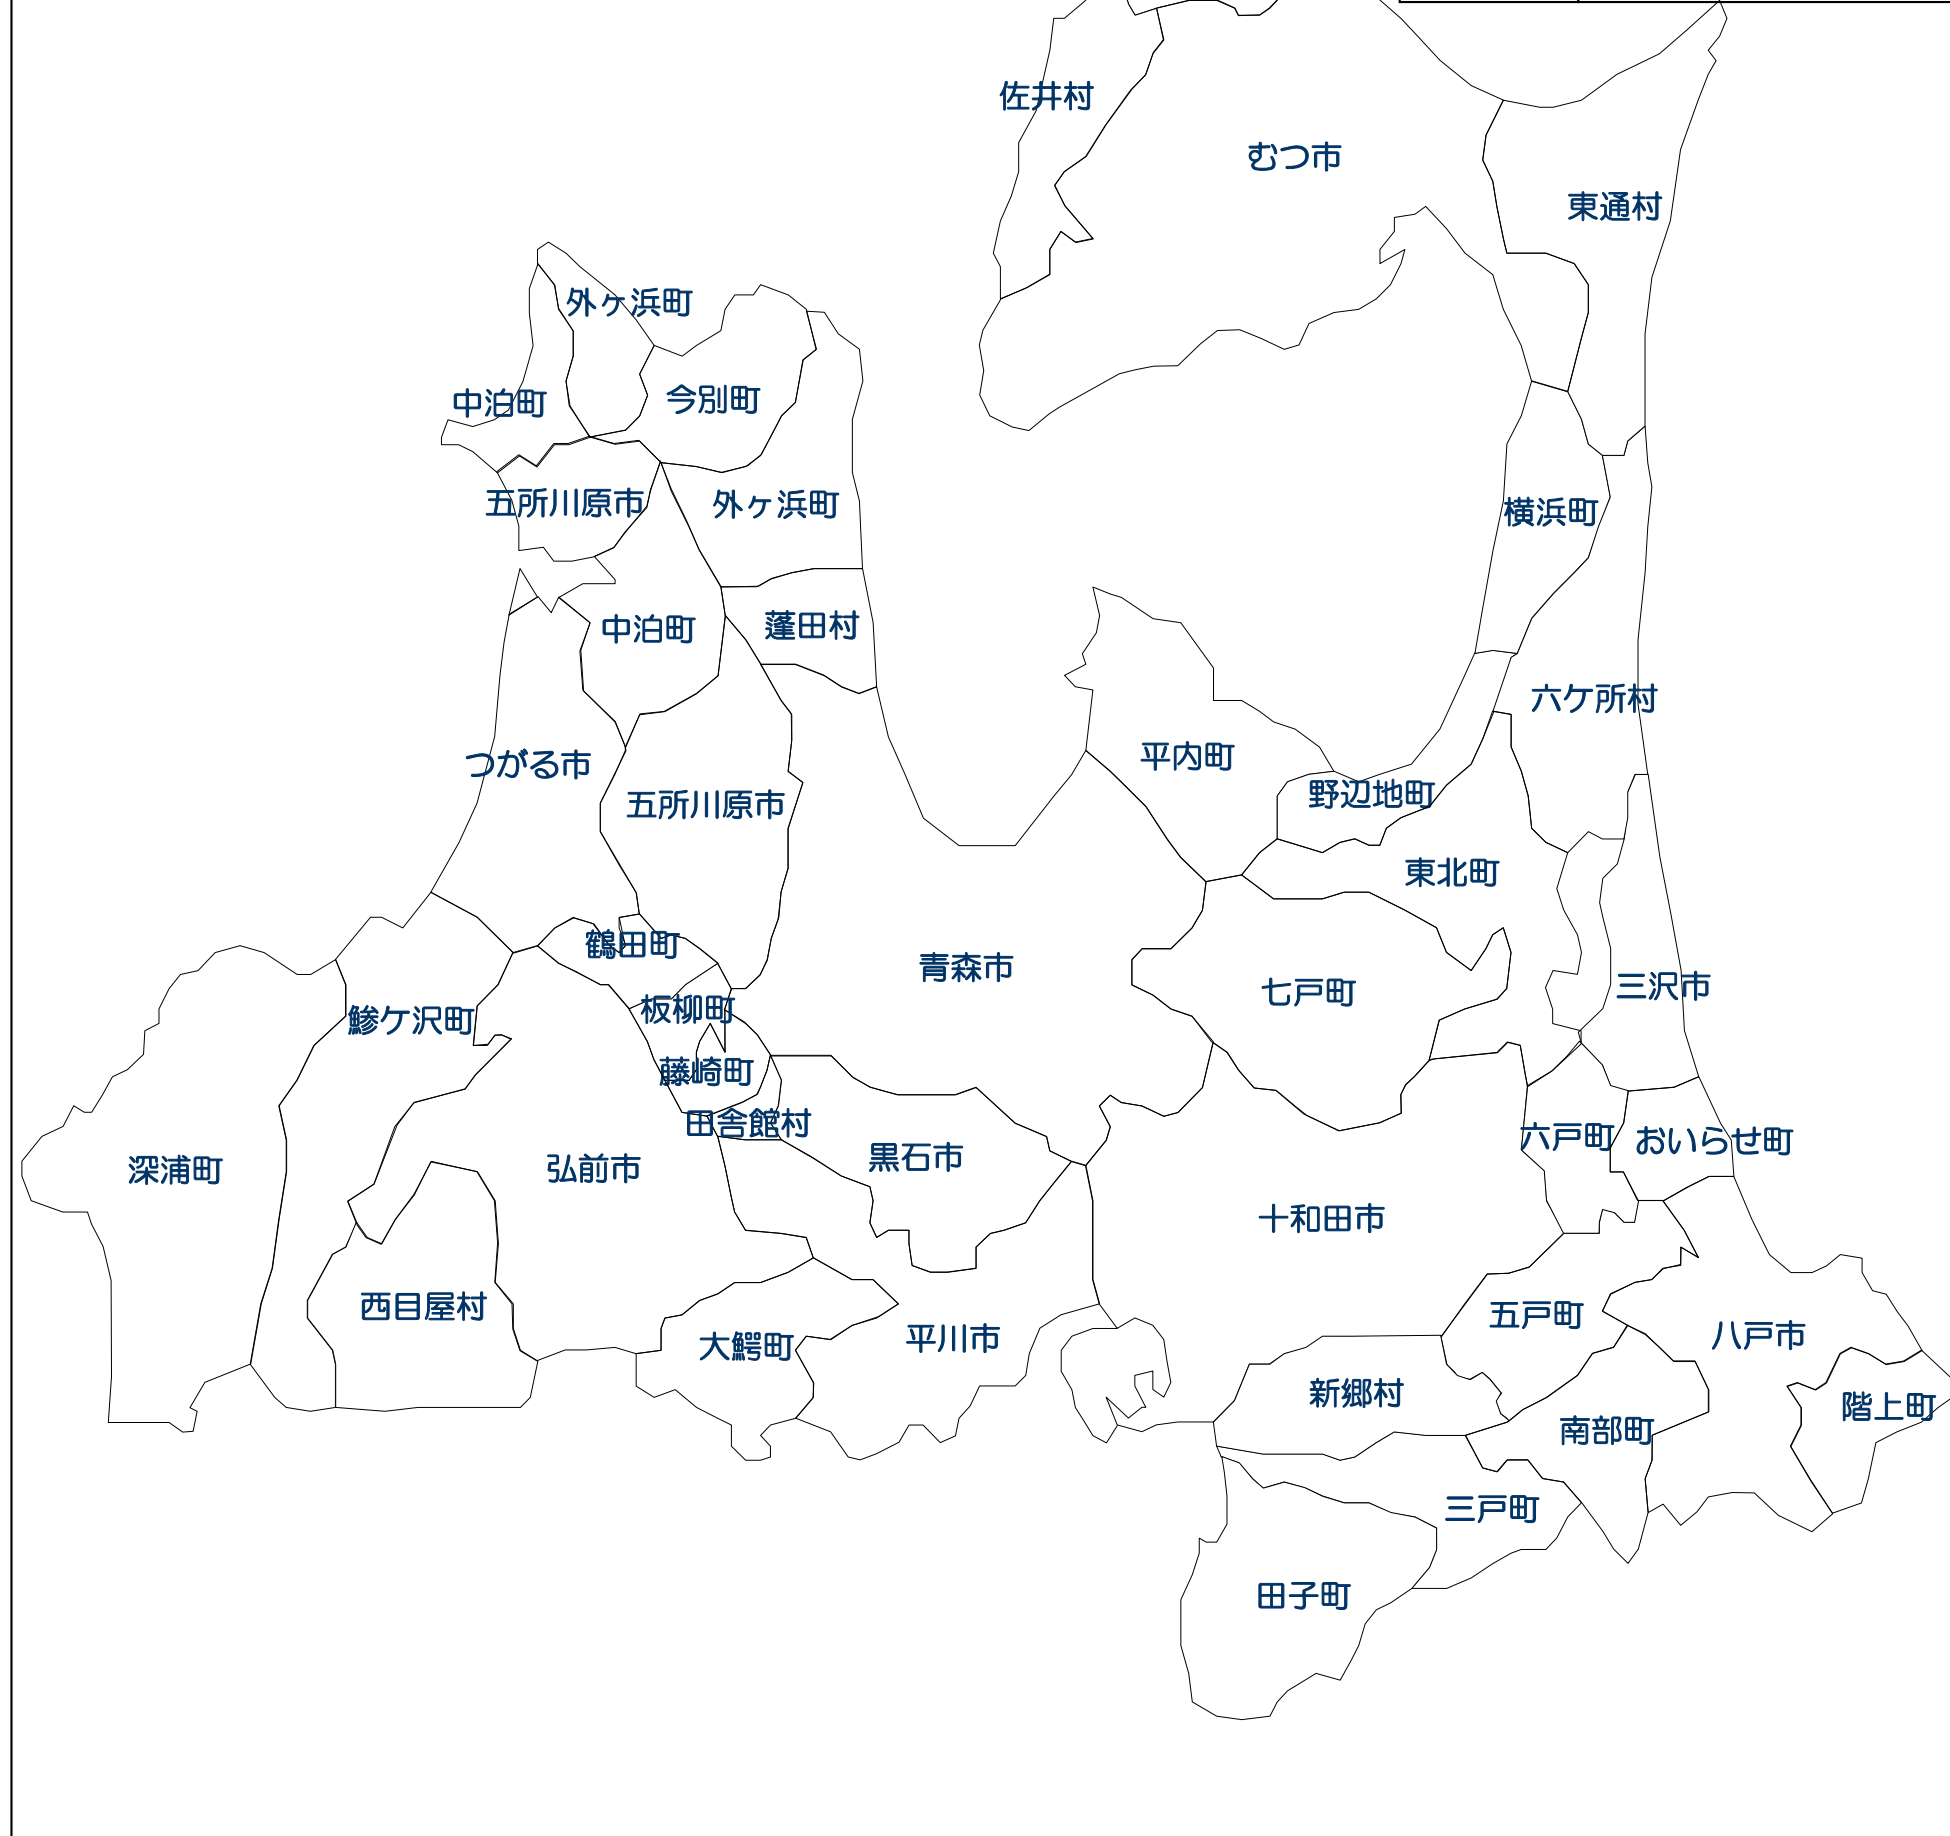 佐井村
むつ市
東通村
外ヶ浜町
中泊町
今別町
五所川原市
外ヶ浜町
横浜町
中泊町
蓬田村
六ケ所村
つがる市
平内町
五所川原市
野辺地町
東北町
鶴田町
青森市
七戸町
三沢市
鰺ケ沢町
板柳町
藤崎町
田舎館村
深浦町
弘前市
黒石市
六戸町
おいらせ町
十和田市
西目屋村
大鰐町
平川市
五戸町
八戸市
新郷村
南部町
階上町
三戸町
田子町